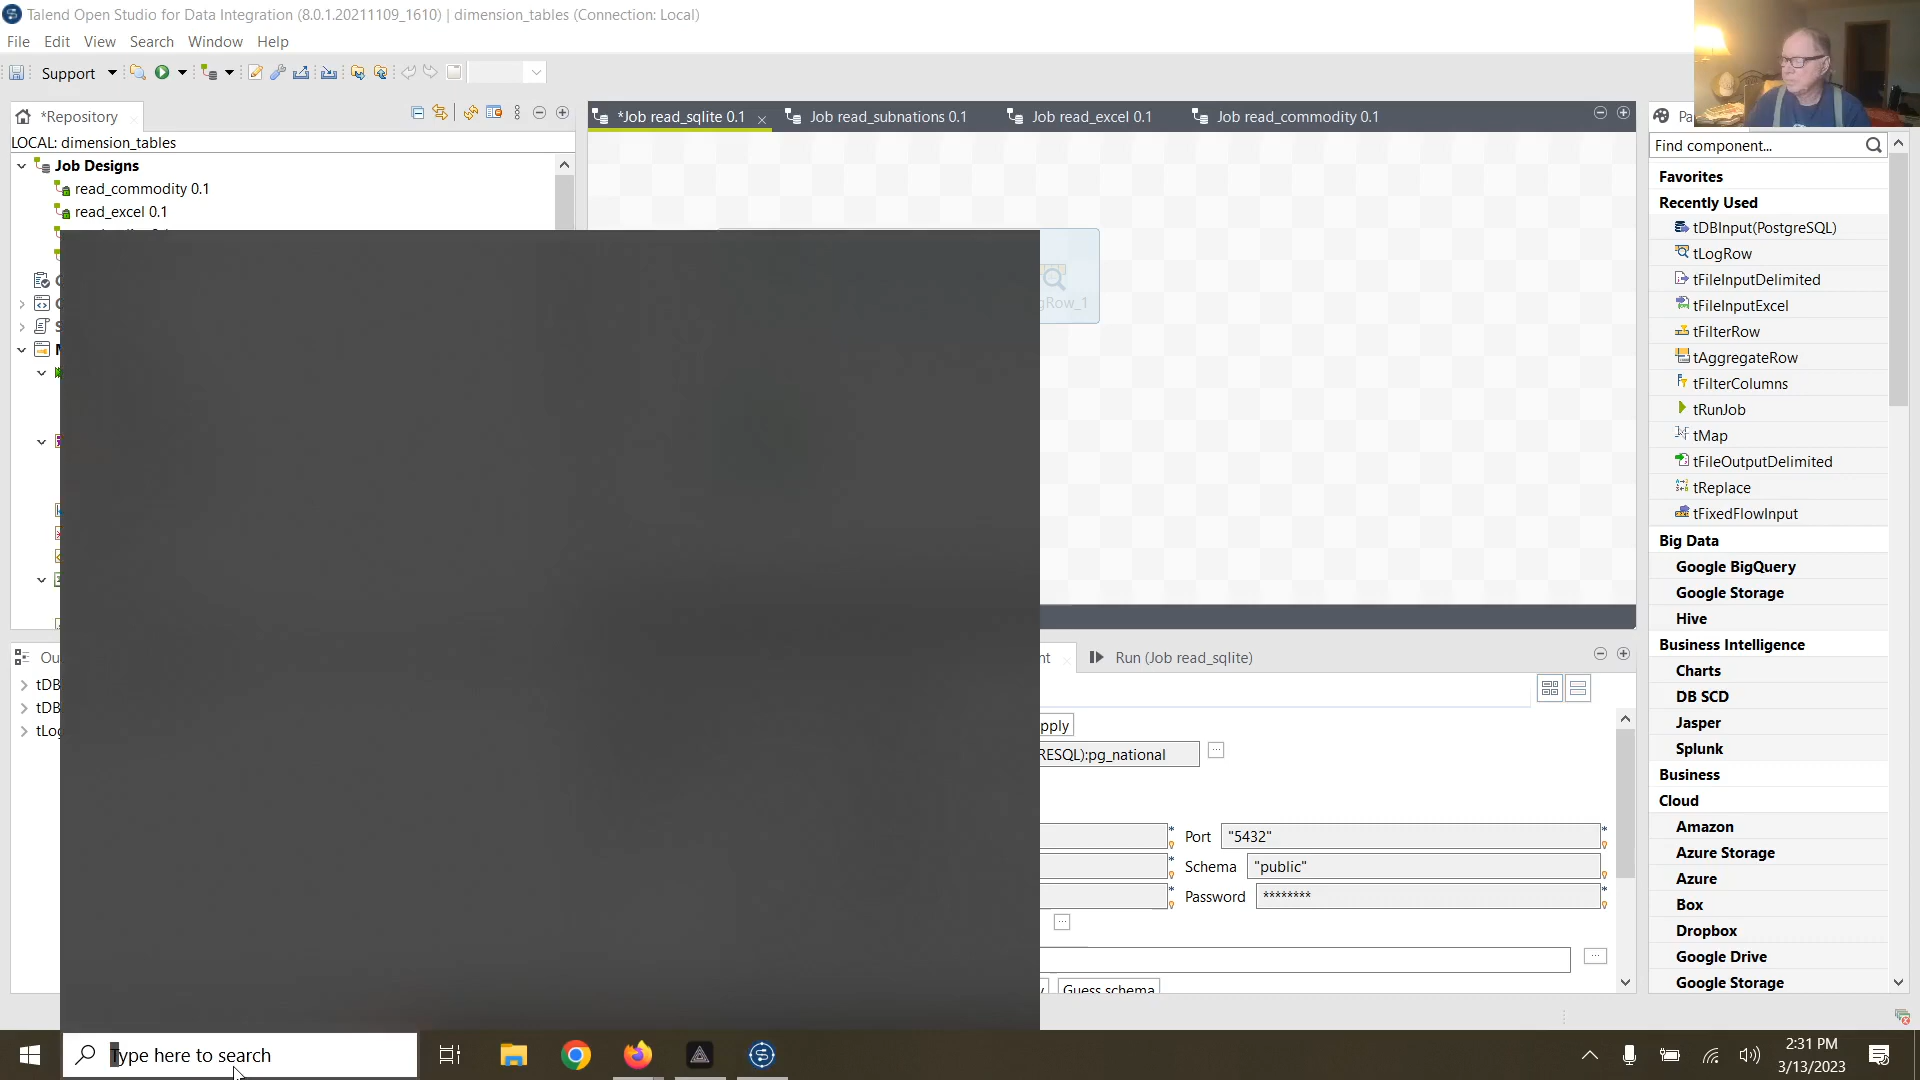 Talend Open Studio for Data Integration (8.0.1.20211109_1610) | dimension_tables (Connection: Local)
File Edit View Search Window Help
Support
*Repository
LOCAL: dimension_tables
Job Designs
read_commodity 0.1
read_excel 0.1
*Job read_sqlite 0.1
Job read_subnations 0.1
Job read_excel 0.1
Job read_commodity 0.1
gRow_1
Pa
Find component...
Favorites
Recently Used
tDBInput(PostgreSQL)
tLogRow
tFileInputDelimited
tFileInputExcel
tFilterRow
tAggregateRow
tFilterColumns
tRunJob
tMap
tFileOutputDelimited
tReplace
tFixedFlowInput
Big Data
Google BigQuery
Google Storage
Hive
Business Intelligence
Charts
DB SCD
Jasper
Splunk
Business
Cloud
Amazon
Azure Storage
Azure
Box
Dropbox
Google Drive
Google Storage
Ou
tDB
tDB
tLog
nt
Run (Job read_sqlite)
pply
RESQL):pg_national
Port "5432"
Schema "public"
Password ********
Guess schema
Type here to search
2:31 PM
3/13/2023